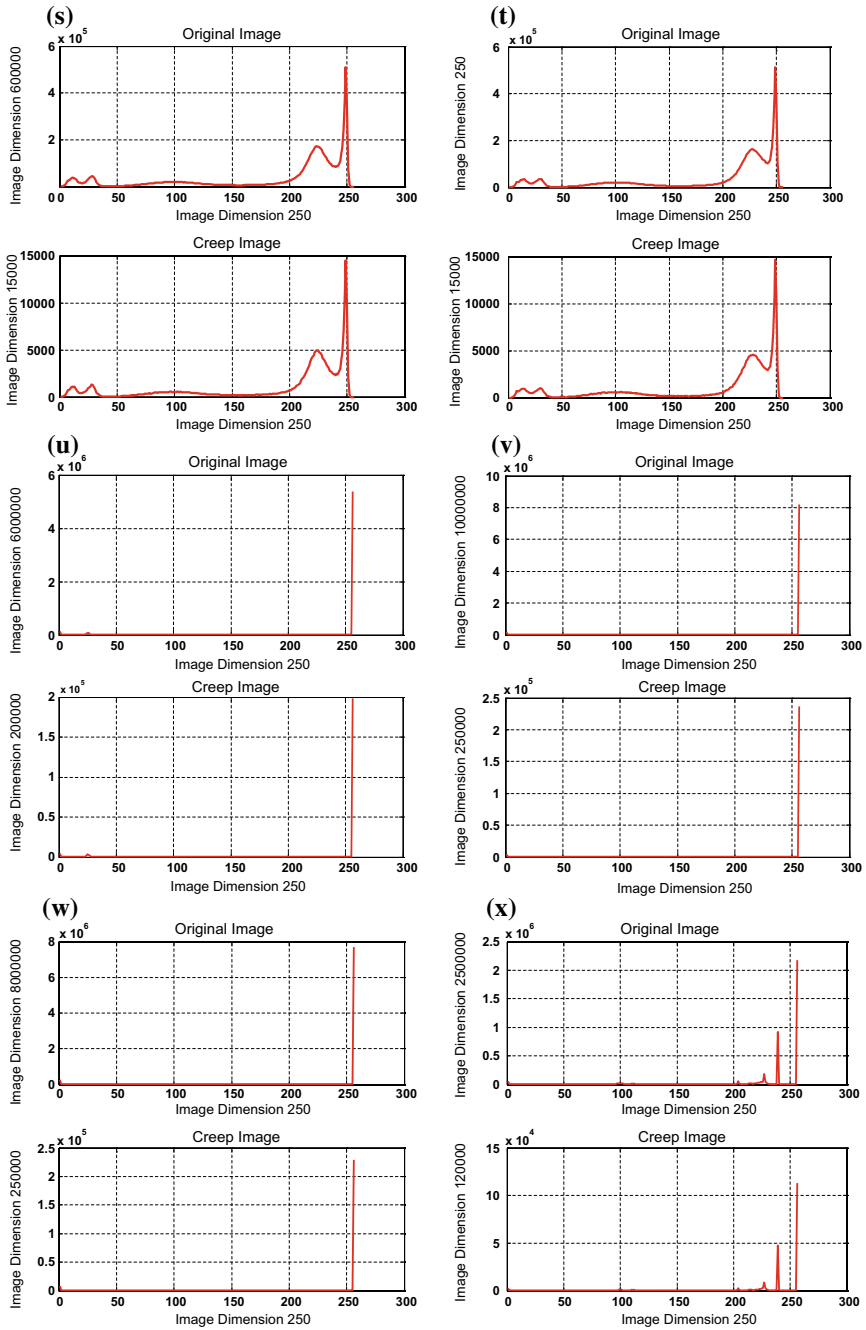 (s)
Original Image
x 10^5
6
4
2
0
Image Dimension 600000
0 50 100 150 200 250 300
Image Dimension 250
Creep Image
15000
10000
5000
0
Image Dimension 15000
0 50 100 150 200 250 300
Image Dimension 250
(t)
Original Image
x 10^5
6
4
2
0
Image Dimension 250
0 50 100 150 200 250 300
Image Dimension 250
Creep Image
15000
10000
5000
0
Image Dimension 15000
0 50 100 150 200 250 300
Image Dimension 250
(u)
Original Image
x 10^6
6
4
2
0
Image Dimension 6000000
0 50 100 150 200 250 300
Image Dimension 250
Creep Image
x 10^5
2
1.5
1
0.5
0
Image Dimension 200000
0 50 100 150 200 250 300
Image Dimension 250
(v)
Original Image
x 10^6
10
8
6
4
2
0
Image Dimension 10000000
0 50 100 150 200 250 300
Image Dimension 250
Creep Image
x 10^5
2.5
2
1.5
1
0.5
0
Image Dimension 250000
0 50 100 150 200 250 300
Image Dimension 250
(w)
Original Image
x 10^6
8
6
4
2
0
Image Dimension 8000000
0 50 100 150 200 250 300
Image Dimension 250
Creep Image
x 10^5
2.5
2
1.5
1
0.5
0
Image Dimension 250000
0 50 100 150 200 250 300
Image Dimension 250
(x)
Original Image
x 10^6
2.5
2
1.5
1
0.5
0
Image Dimension 2500000
0 50 100 150 200 250 300
Image Dimension 250
Creep Image
x 10^4
15
10
5
0
Image Dimension 120000
0 50 100 150 200 250 300
Image Dimension 250